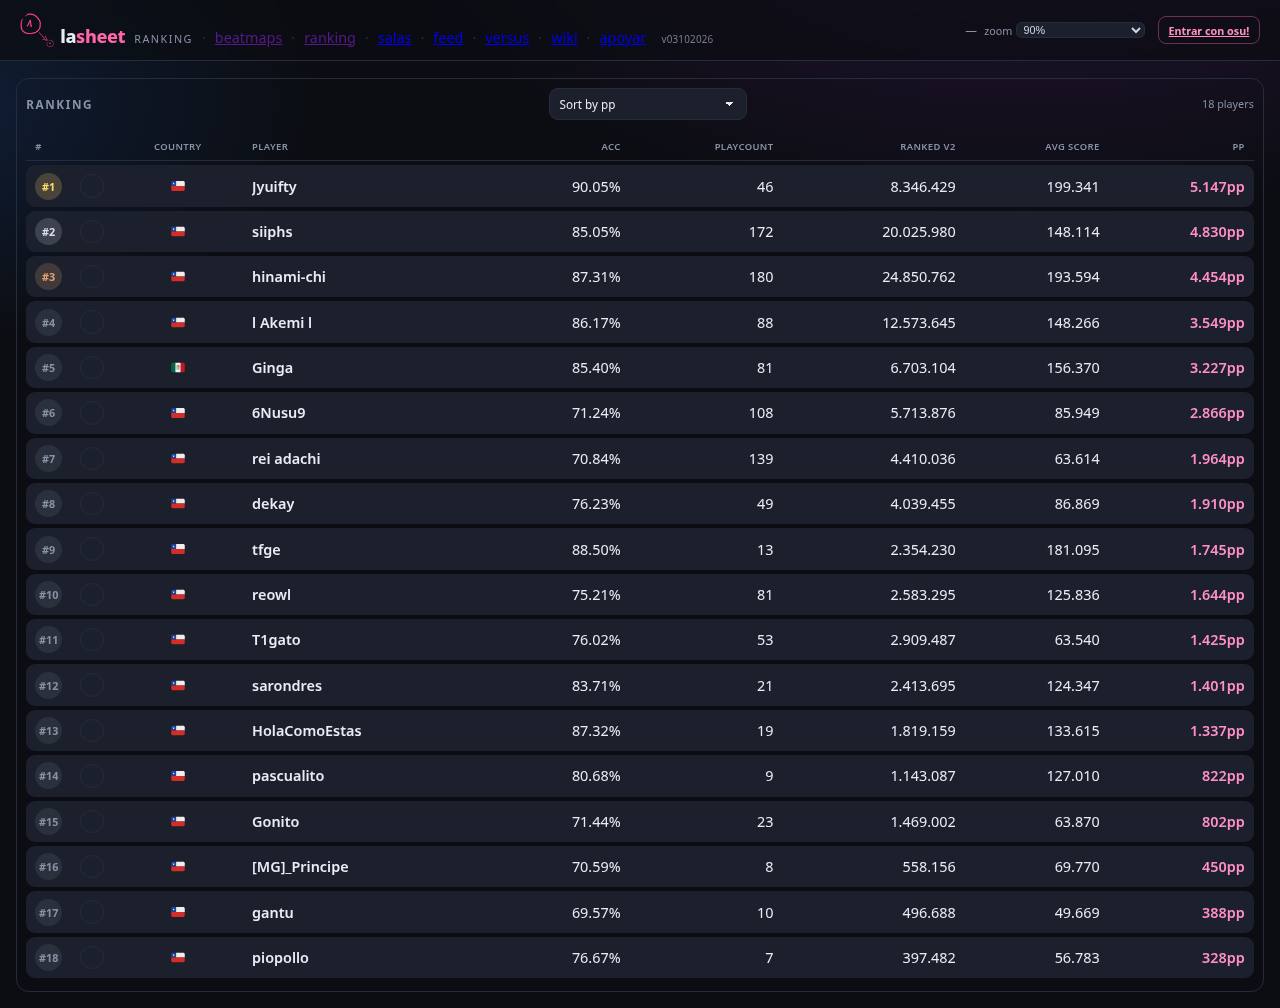 lasheet RANKING · beatmaps · ranking · salas · feed · versus · wiki · apoyar v03102026 — zoom 90% Entrar con osu!
RANKING Sort by pp 18 players
# COUNTRY PLAYER ACC PLAYCOUNT RANKED V2 AVG SCORE PP
#1 Jyuifty 90.05% 46 8.346.429 199.341 5.147pp
#2 siiphs 85.05% 172 20.025.980 148.114 4.830pp
#3 hinami-chi 87.31% 180 24.850.762 193.594 4.454pp
#4 l Akemi l 86.17% 88 12.573.645 148.266 3.549pp
#5 Ginga 85.40% 81 6.703.104 156.370 3.227pp
#6 6Nusu9 71.24% 108 5.713.876 85.949 2.866pp
#7 rei adachi 70.84% 139 4.410.036 63.614 1.964pp
#8 dekay 76.23% 49 4.039.455 86.869 1.910pp
#9 tfge 88.50% 13 2.354.230 181.095 1.745pp
#10 reowl 75.21% 81 2.583.295 125.836 1.644pp
#11 T1gato 76.02% 53 2.909.487 63.540 1.425pp
#12 sarondres 83.71% 21 2.413.695 124.347 1.401pp
#13 HolaComoEstas 87.32% 19 1.819.159 133.615 1.337pp
#14 pascualito 80.68% 9 1.143.087 127.010 822pp
#15 Gonito 71.44% 23 1.469.002 63.870 802pp
#16 [MG]_Principe 70.59% 8 558.156 69.770 450pp
#17 gantu 69.57% 10 496.688 49.669 388pp
#18 piopollo 76.67% 7 397.482 56.783 328pp